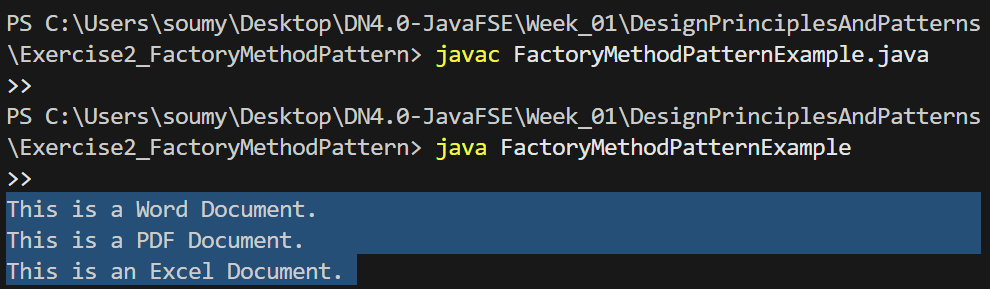 PS C:\Users\soumy\Desktop\DN4.0-JavaFSE\Week_01\DesignPrinciplesAndPatterns
\Exercise2_FactoryMethodPattern> javac FactoryMethodPatternExample.java
>>
PS C:\Users\soumy\Desktop\DN4.0-JavaFSE\Week_01\DesignPrinciplesAndPatterns
\Exercise2_FactoryMethodPattern> java FactoryMethodPatternExample
>>
This is a Word Document.
This is a PDF Document.
This is an Excel Document.